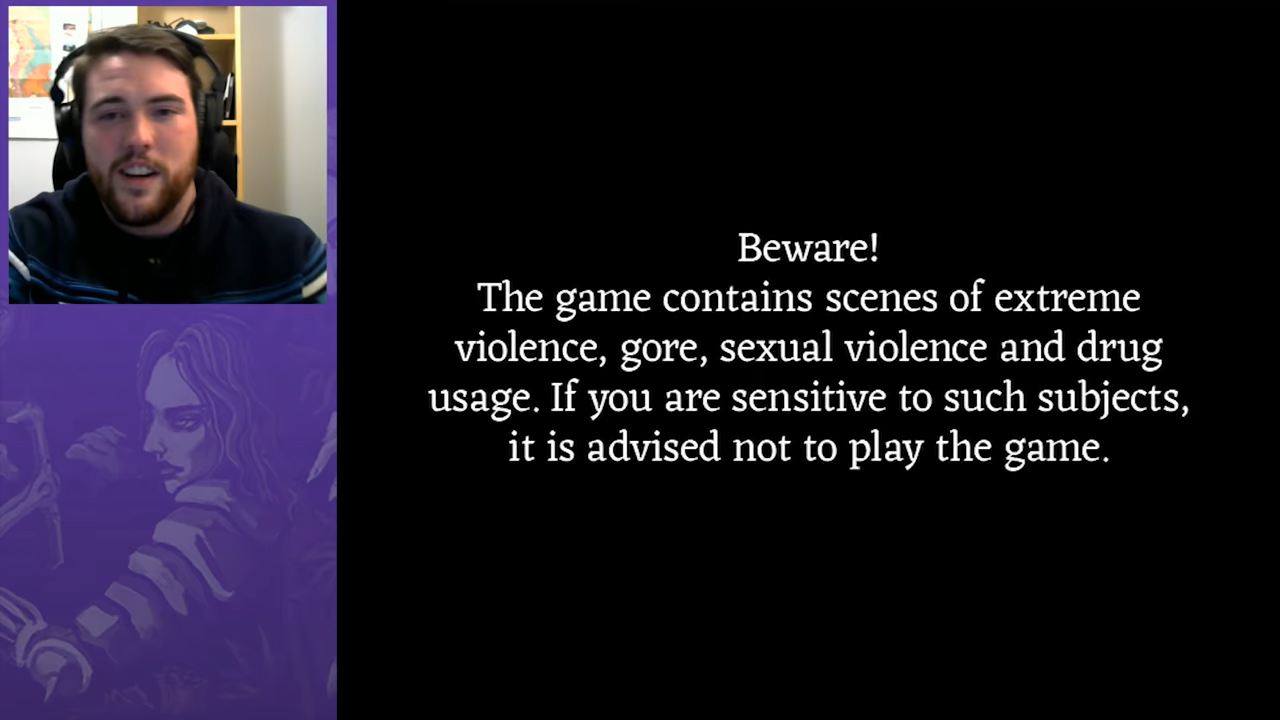 Beware!
The game contains scenes of extreme
violence, gore, sexual violence and drug
usage. If you are sensitive to such subjects,
it is advised not to play the game.